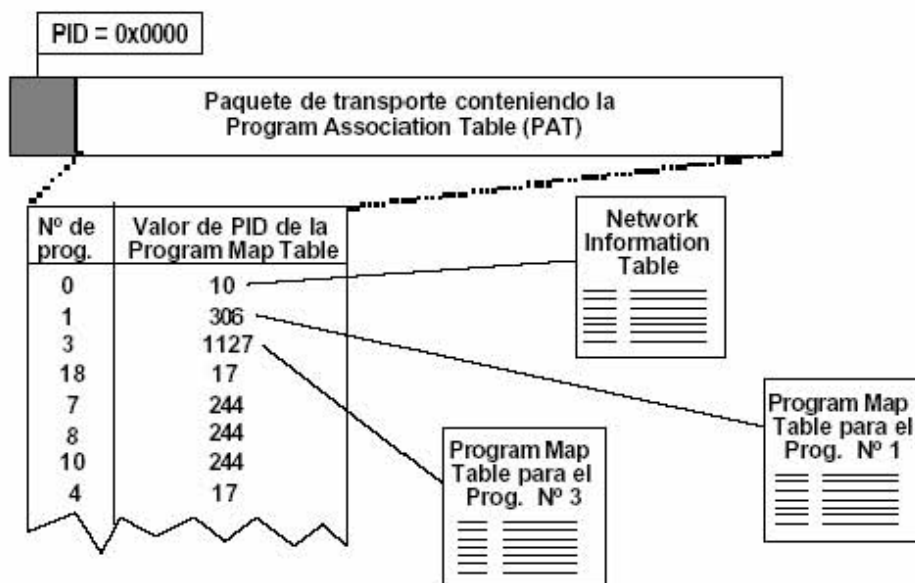 PID = 0x0000
Paquete de transporte conteniendo la
Program Association Table (PAT)
Nº de
prog.
Valor de PID de la
Program Map Table
0 10
1 306
3 1127
18 17
7 244
8 244
10 244
4 17
Network
Information
Table
Program Map
Table para el
Prog. Nº 1
Program Map
Table para el
Prog. Nº 3